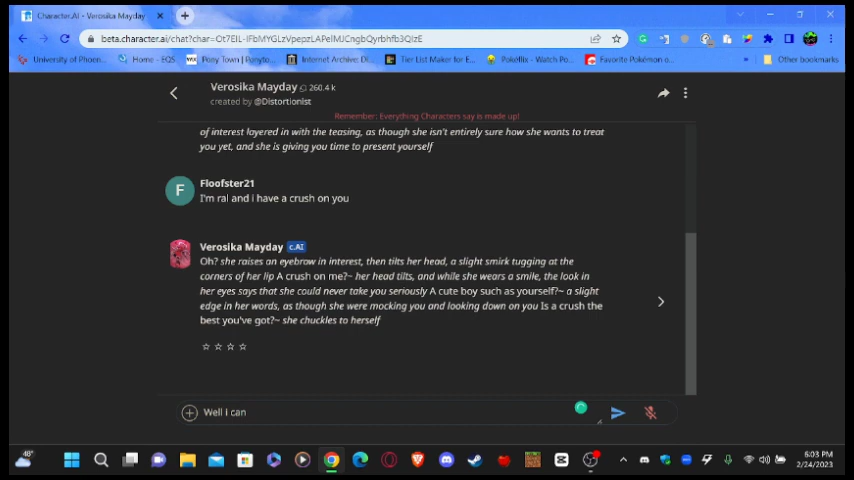 Character.AI - Verosika Mayday
beta.character.ai/chat?char=
University of Phoen...
Home - EQS
Pony Town | Ponyto...
Internet Archive: Di...
Tier List Maker for E...
Pokéflix - Watch Po...
Favorite Pokémon o...
»
Other bookmarks
Verosika Mayday 260.4 k
created by @Distortionist
Remember: Everything Characters say is made up!
of interest layered in with the teasing, as though she isn't entirely sure how she wants to treat
you yet, and she is giving you time to present yourself
F
Floofster21
I'm ral and i have a crush on you
Verosika Mayday c.AI
Oh? she raises an eyebrow in interest, then tilts her head, a slight smirk tugging at the
corners of her lip A crush on me?~ her head tilts, and while she wears a smile, the look in
her eyes says that she could never take you seriously A cute boy such as yourself?~ a slight
edge in her words, as though she were mocking you and looking down on you Is a crush the
best you've got?~ she chuckles to herself
Well i can
48°
6:03 PM
2/24/2023